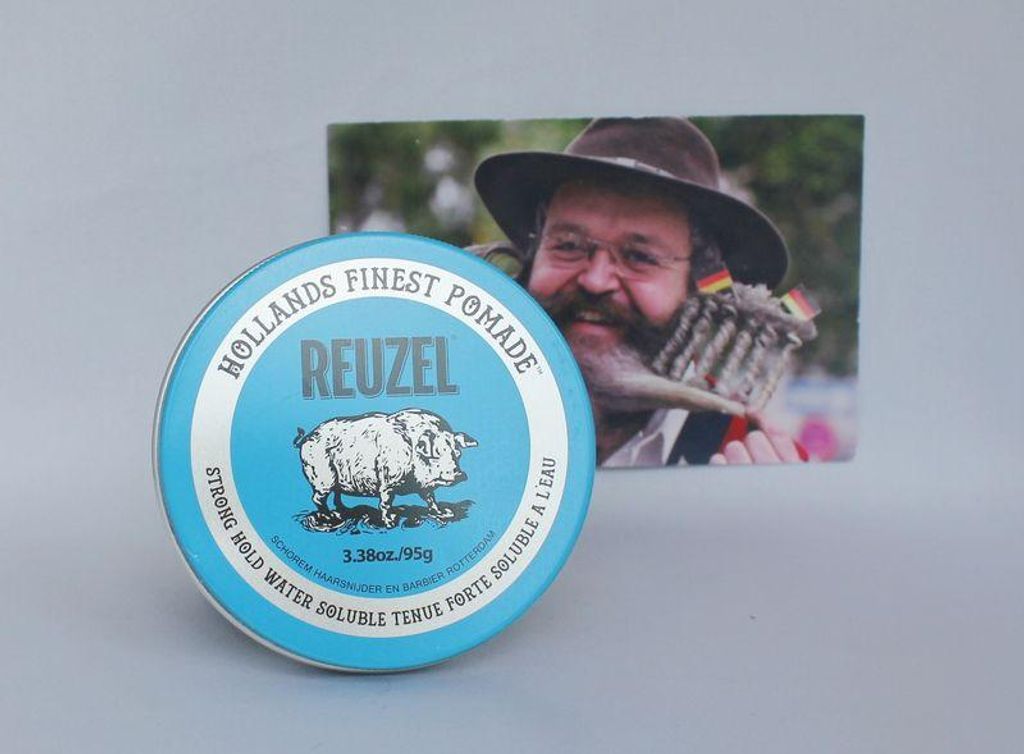 HOLLANDS FINEST POMADE™
REUZEL
3.38oz./95g
SCHOREM HAARSNIJDER EN BARBIER ROTTERDAM
STRONG HOLD WATER SOLUBLE TENUE FORTE SOLUBLE A L'EAU